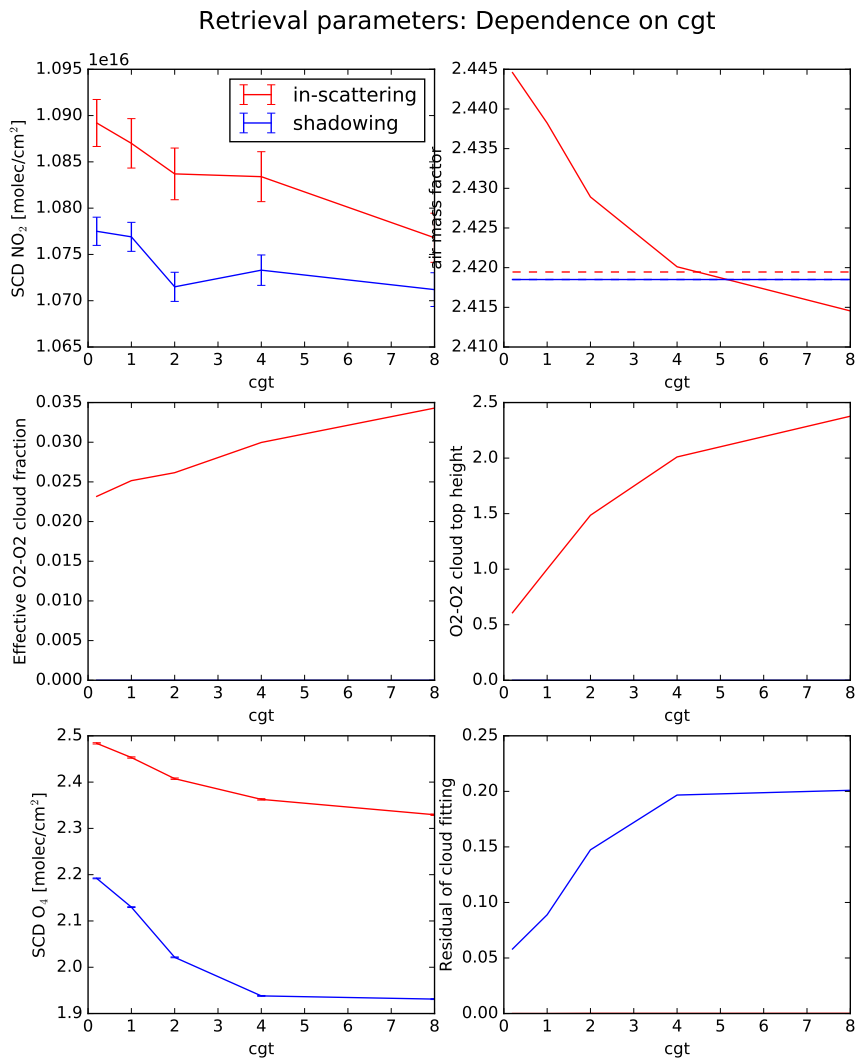 Retrieval parameters: Dependence on cgt
1e16
1.095
1.090
1.085
1.080
1.075
1.070
1.065
SCD NO₂ [molec/cm²]
in-scattering
shadowing
0 1 2 3 4 5 6 7 8
cgt
2.445
2.440
2.435
2.430
2.425
2.420
2.415
2.410
air mass factor
0 1 2 3 4 5 6 7 8
cgt
0.035
0.030
0.025
0.020
0.015
0.010
0.005
0.000
Effective O2-O2 cloud fraction
0 1 2 3 4 5 6 7 8
cgt
2.5
2.0
1.5
1.0
0.5
0.0
O2-O2 cloud top height
0 1 2 3 4 5 6 7 8
cgt
2.5
2.4
2.3
2.2
2.1
2.0
1.9
SCD O₄ [molec/cm²]
0 1 2 3 4 5 6 7 8
cgt
0.25
0.20
0.15
0.10
0.05
0.00
Residual of cloud fitting
0 1 2 3 4 5 6 7 8
cgt